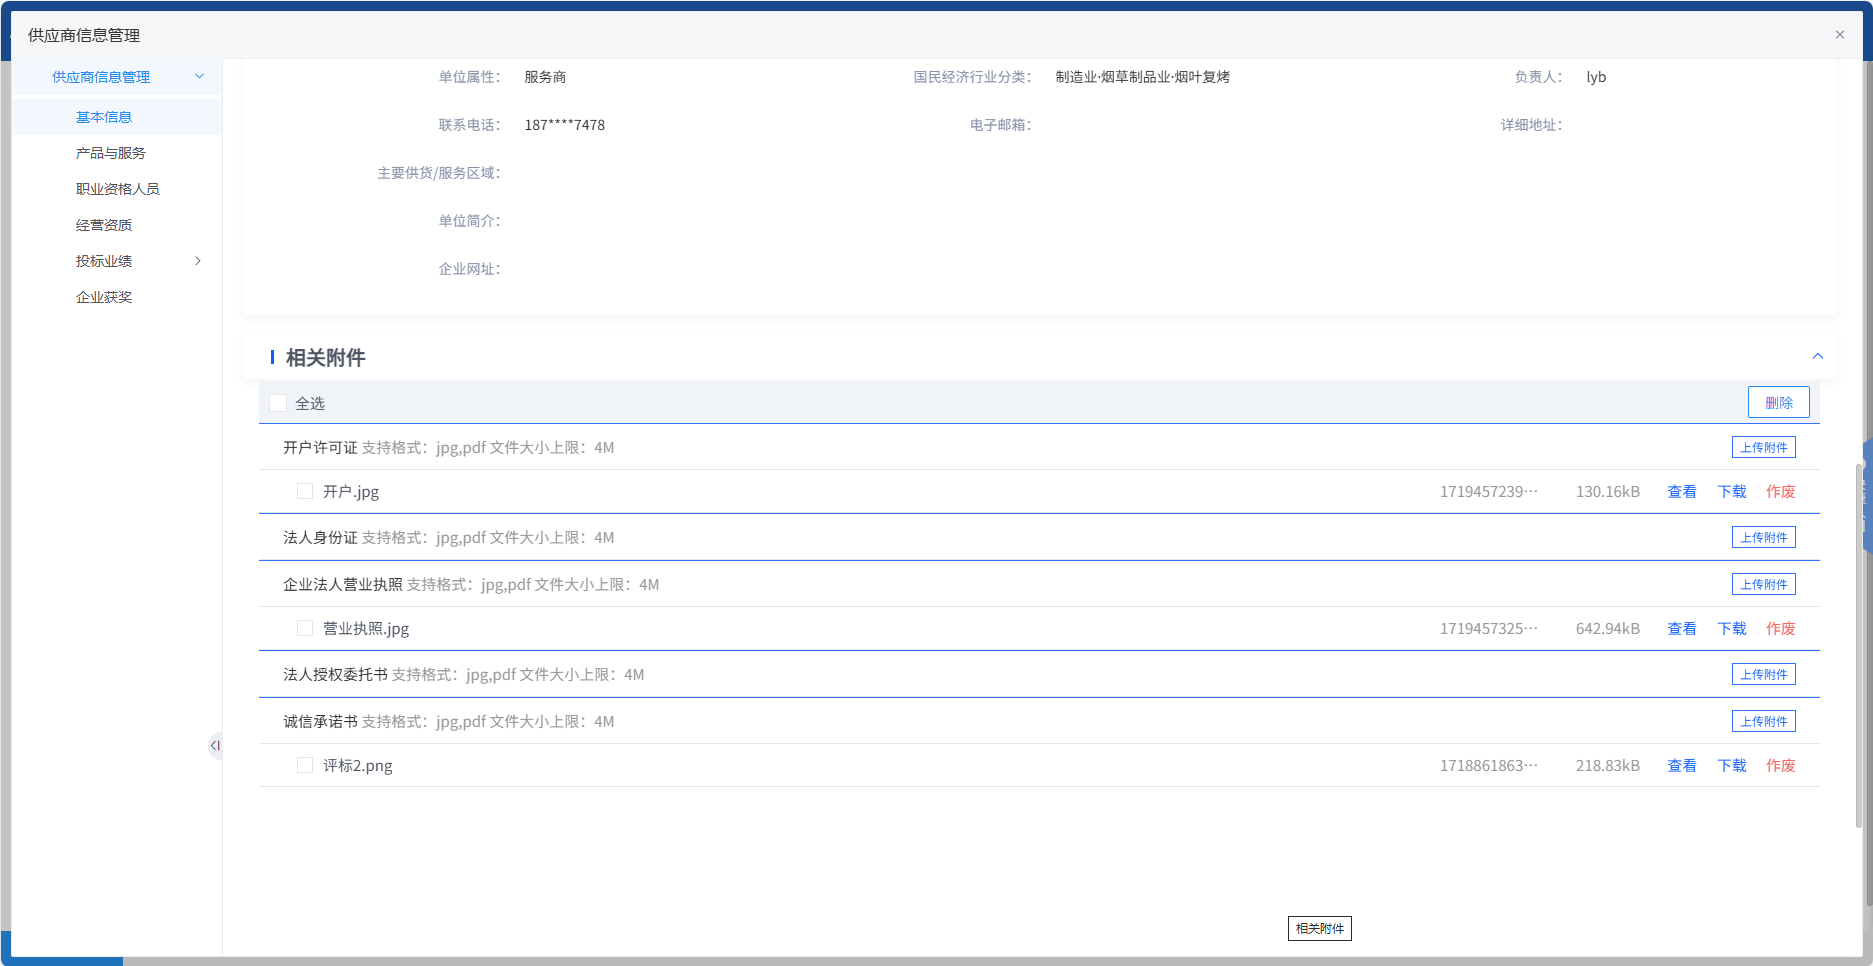 供应商信息管理
供应商信息管理
基本信息
产品与服务
职业资格人员
经营资质
投标业绩
企业获奖
单位属性： 服务商 国民经济行业分类： 制造业·烟草制品业·烟叶复烤 负责人： lyb
联系电话： 187****7478 电子邮箱： 详细地址：
主要供货/服务区域：
单位简介：
企业网址：
相关附件
全选 删除
开户许可证 支持格式：jpg,pdf 文件大小上限：4M 上传附件
开户.jpg 1719457239··· 130.16kB 查看 下载 作废
法人身份证 支持格式：jpg,pdf 文件大小上限：4M 上传附件
企业法人营业执照 支持格式：jpg,pdf 文件大小上限：4M 上传附件
营业执照.jpg 1719457325··· 642.94kB 查看 下载 作废
法人授权委托书 支持格式：jpg,pdf 文件大小上限：4M 上传附件
诚信承诺书 支持格式：jpg,pdf 文件大小上限：4M 上传附件
评标2.png 1718861863··· 218.83kB 查看 下载 作废
相关附件